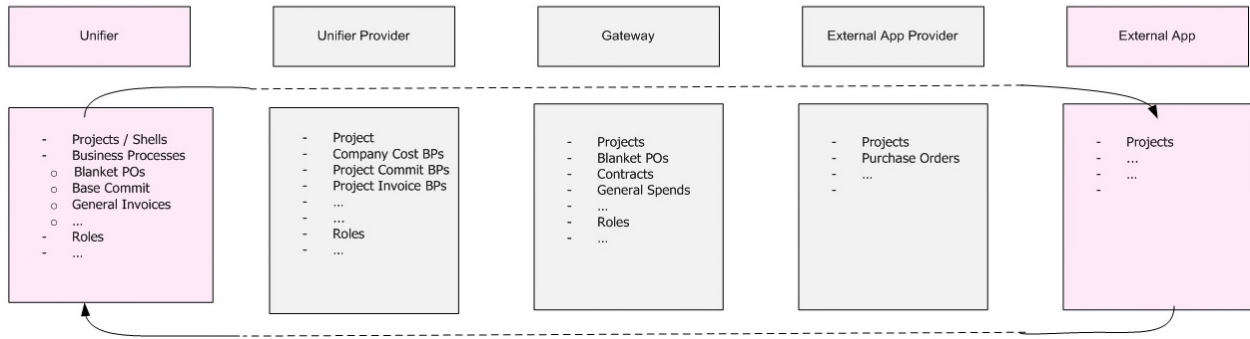 Unifier
Unifier Provider
Gateway
External App Provider
External App
- Projects / Shells
- Business Processes
o Blanket POs
o Base Commit
o General Invoices
o ...
- Roles
- ...
- Project
- Company Cost BPs
- Project Commit BPs
- Project Invoice BPs
- ...
- ...
- Roles
- ...
- Projects
- Blanket POs
- Contracts
- General Spends
- ...
- Roles
- ...
- Projects
- Purchase Orders
- ...
-
- Projects
- ...
- ...
-